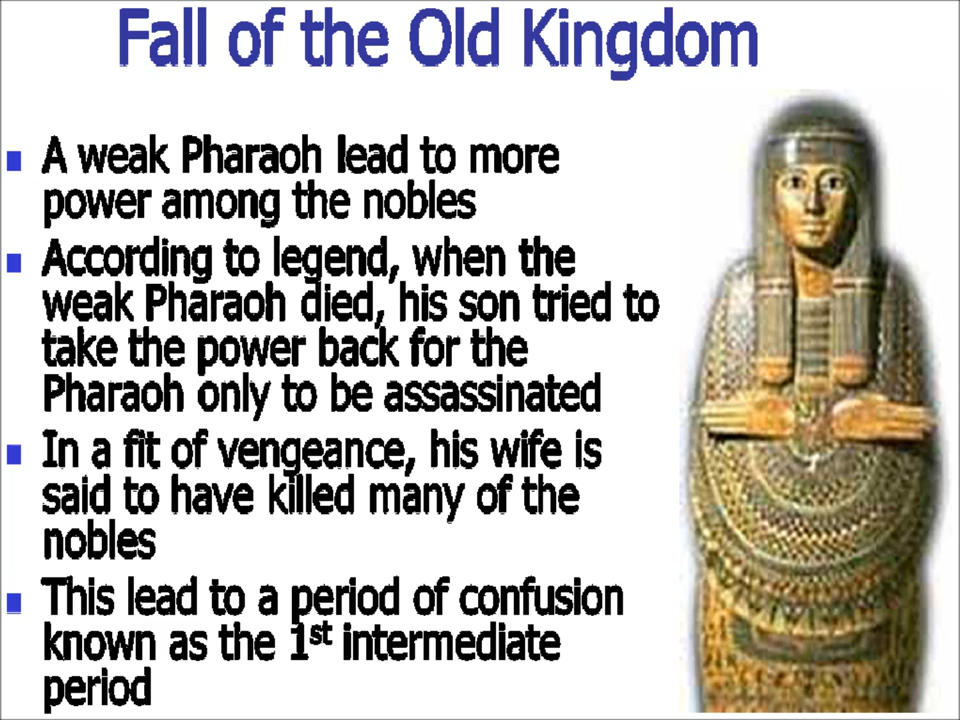 Fall of the Old Kingdom
A weak Pharaoh lead to more
power among the nobles
According to legend, when the
weak Pharaoh died, his son tried to
take the power back for the
Pharaoh only to be assassinated
In a fit of vengeance, his wife is
said to have killed many of the
nobles
This lead to a period of confusion
known as the 1st intermediate
period